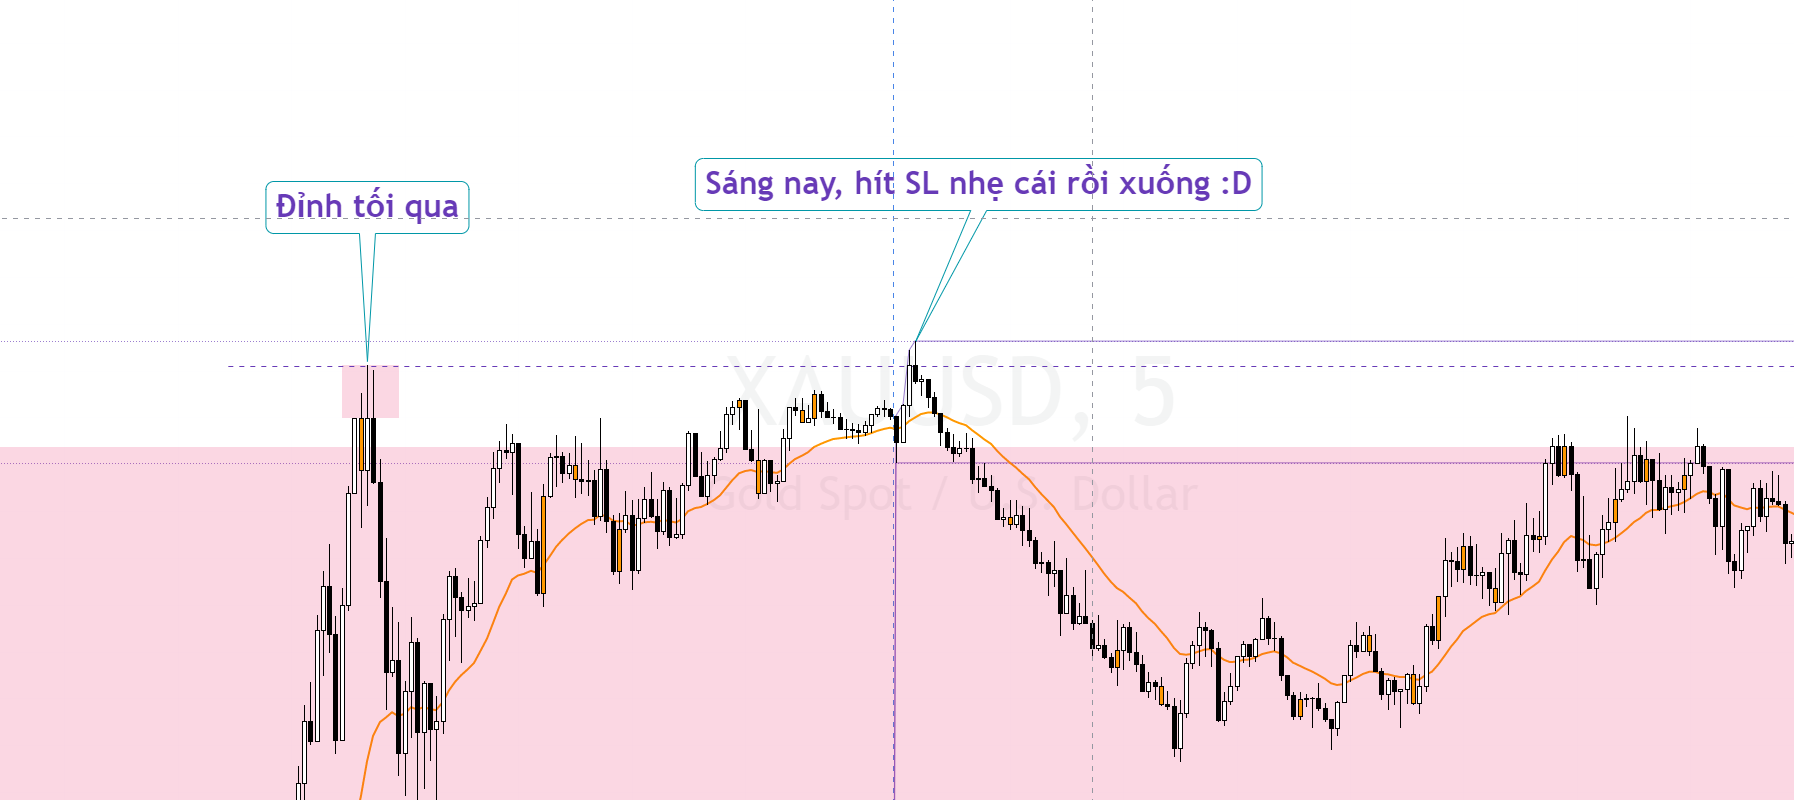 Đỉnh tối qua
Sáng nay, hít SL nhẹ cái rồi xuống :D
XAUUSD, 5
Gold Spot / U.S. Dollar